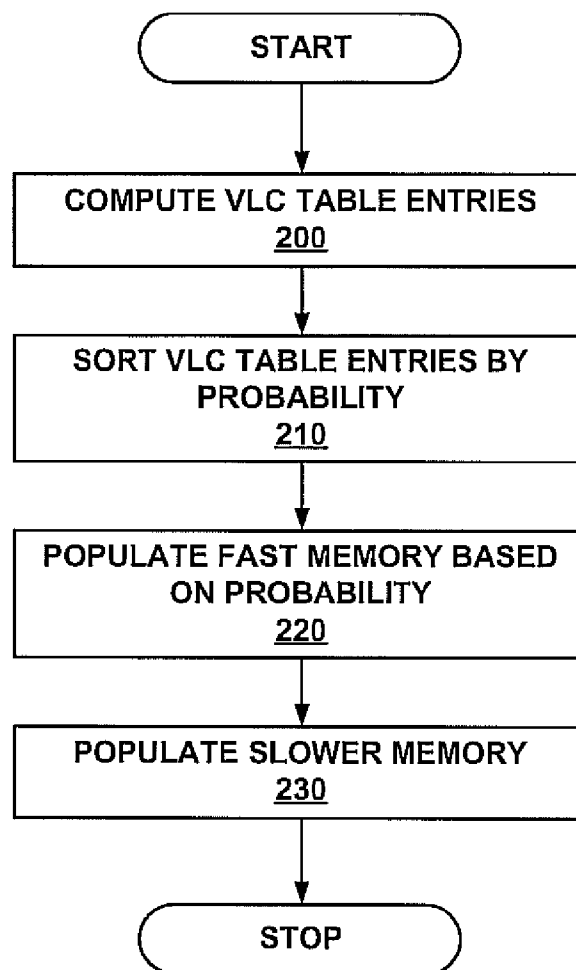 START
COMPUTE VLC TABLE ENTRIES
200
SORT VLC TABLE ENTRIES BY
PROBABILITY
210
POPULATE FAST MEMORY BASED
ON PROBABILITY
220
POPULATE SLOWER MEMORY
230
STOP